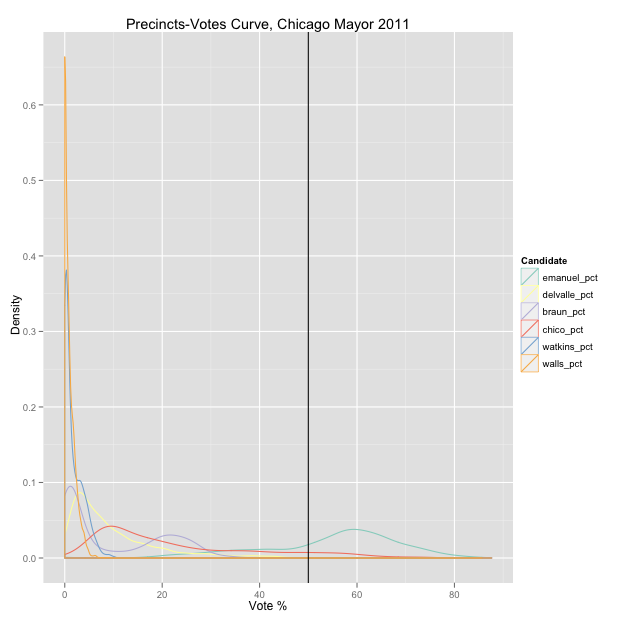 Precincts-Votes Curve, Chicago Mayor 2011
0.6
0.5
0.4
0.3
0.2
0.1
0.0
Density
0 20 40 60 80
Vote %
Candidate
emanuel_pct
delvalle_pct
braun_pct
chico_pct
watkins_pct
walls_pct